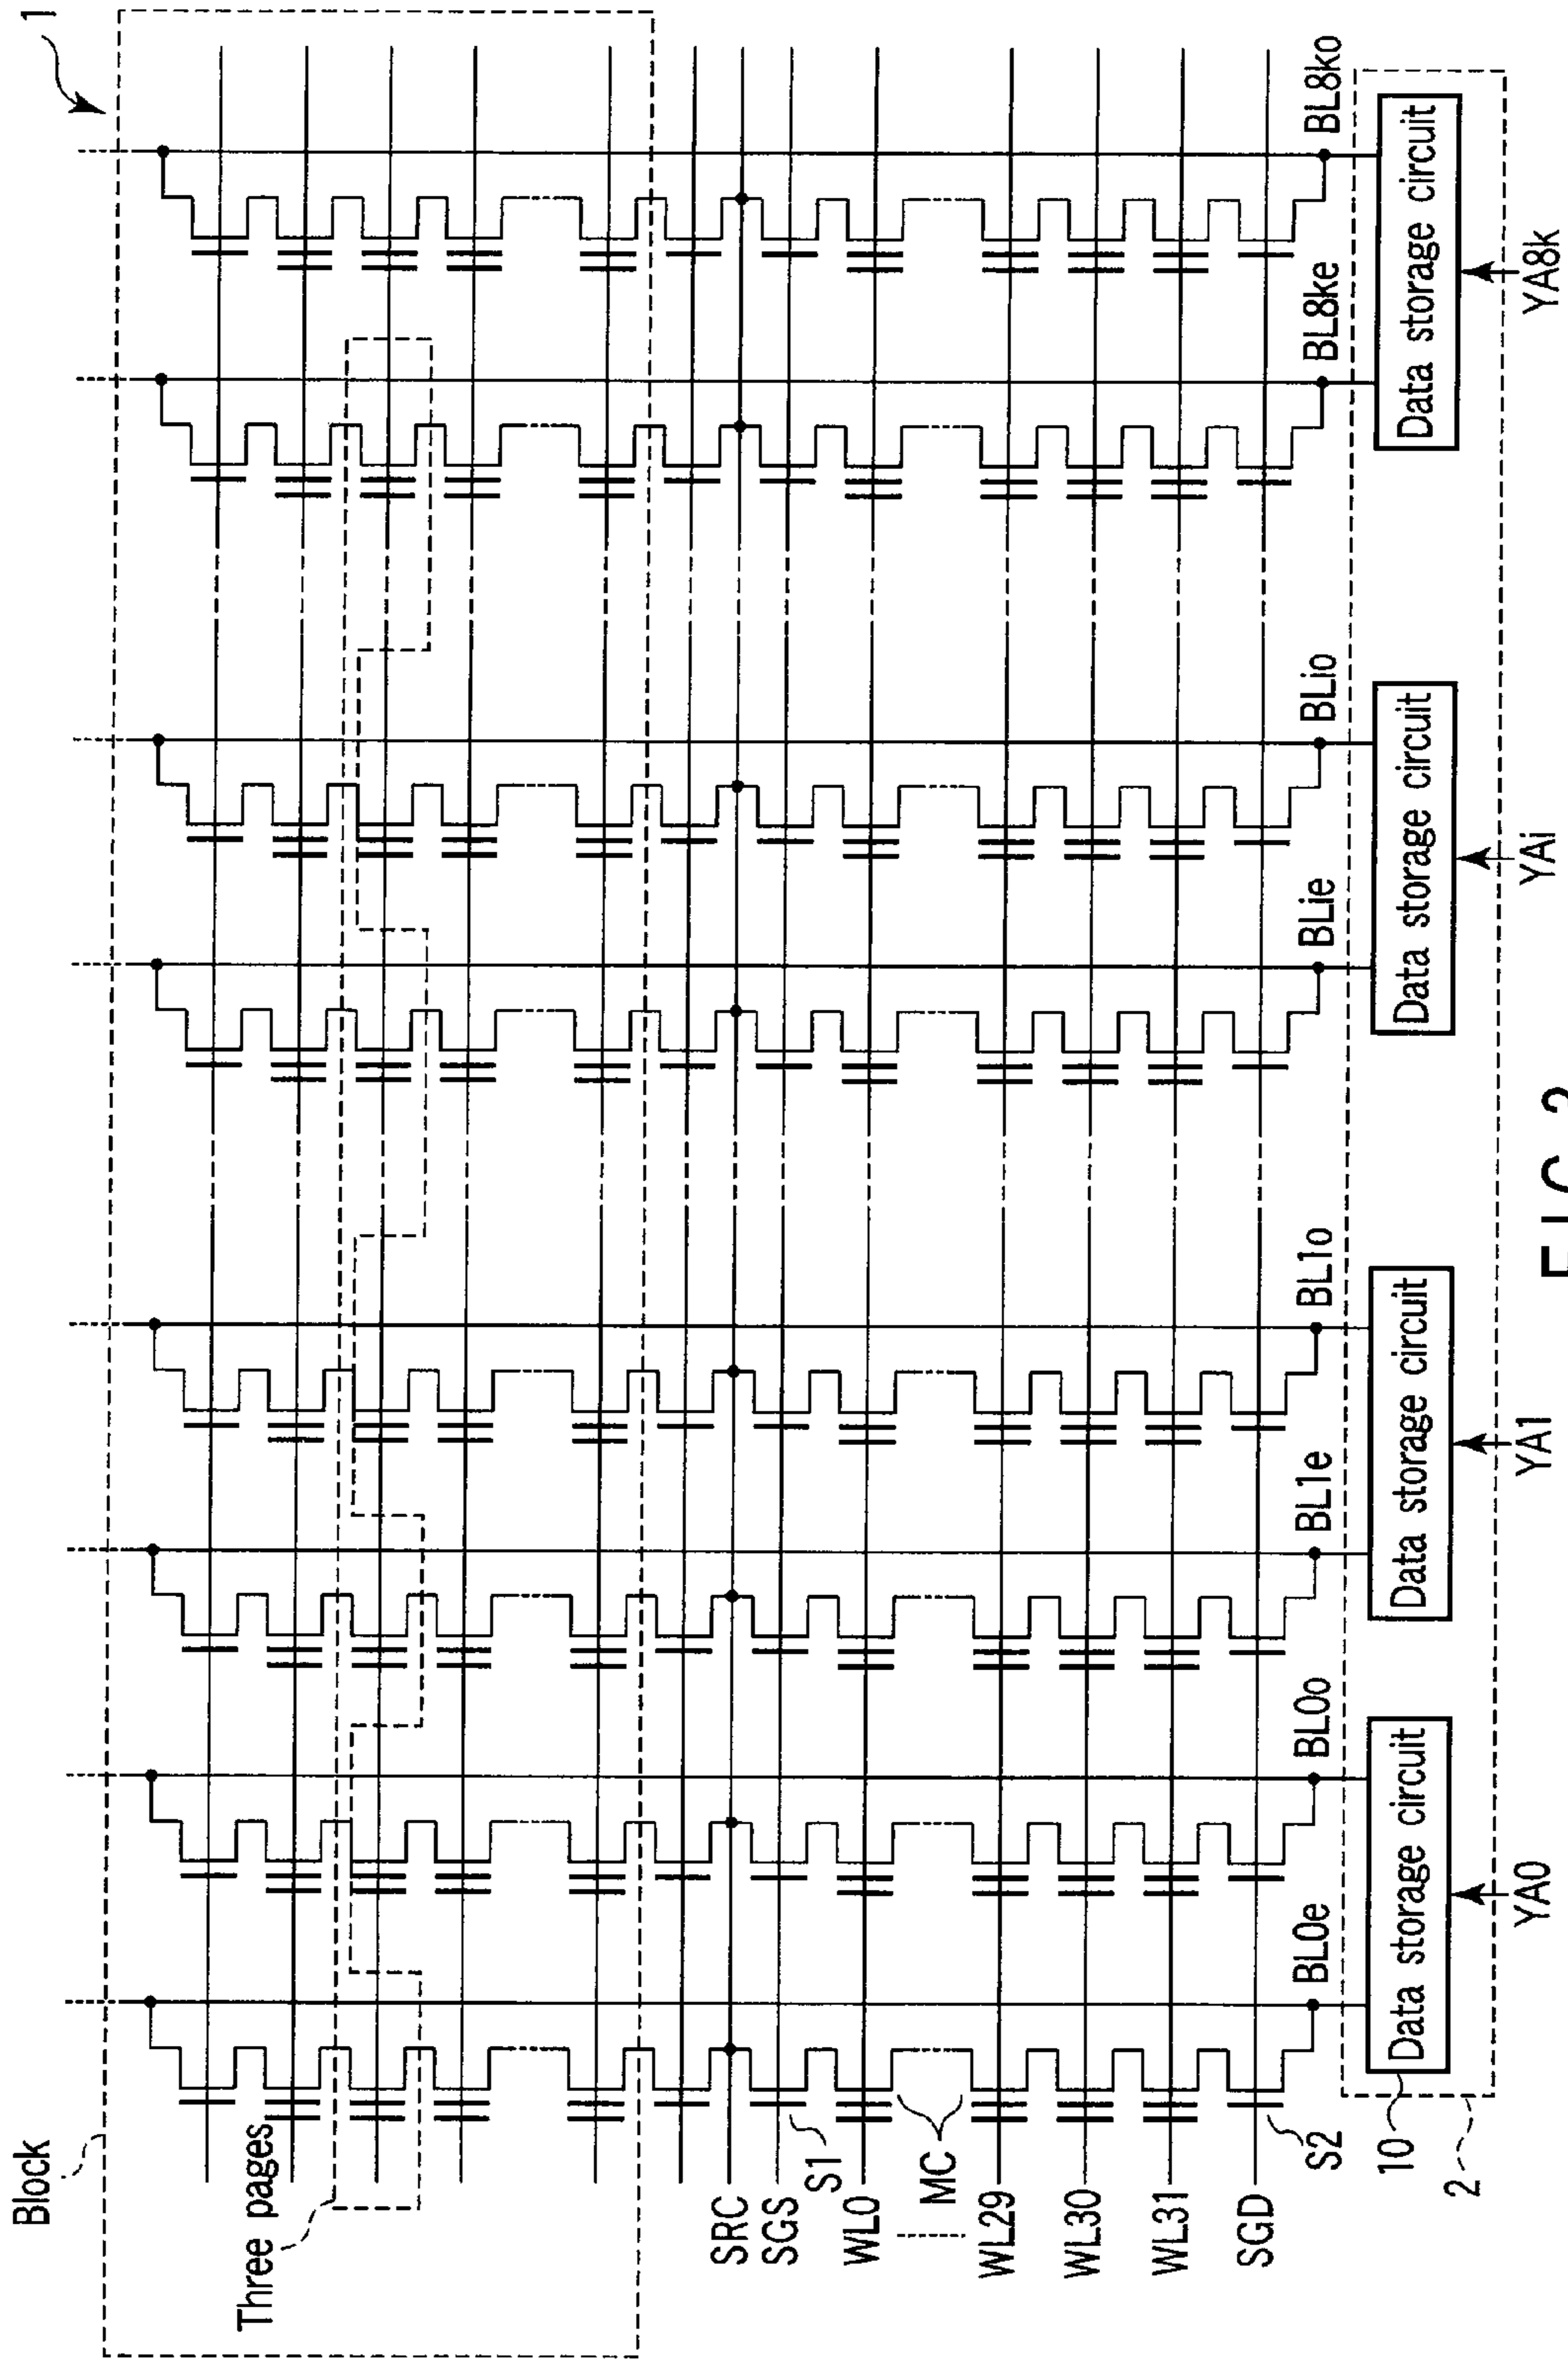 1
Block
Three pages
SRC
SGS
S1
WL0
MC
WL29
WL30
WL31
SGD
S2
BL0e
BL0o
BL1e
BL1o
BLie
BLio
BL8ke
BL8ko
10
2
Data storage circuit
Data storage circuit
Data storage circuit
Data storage circuit
YA0
YA1
YAi
YA8k